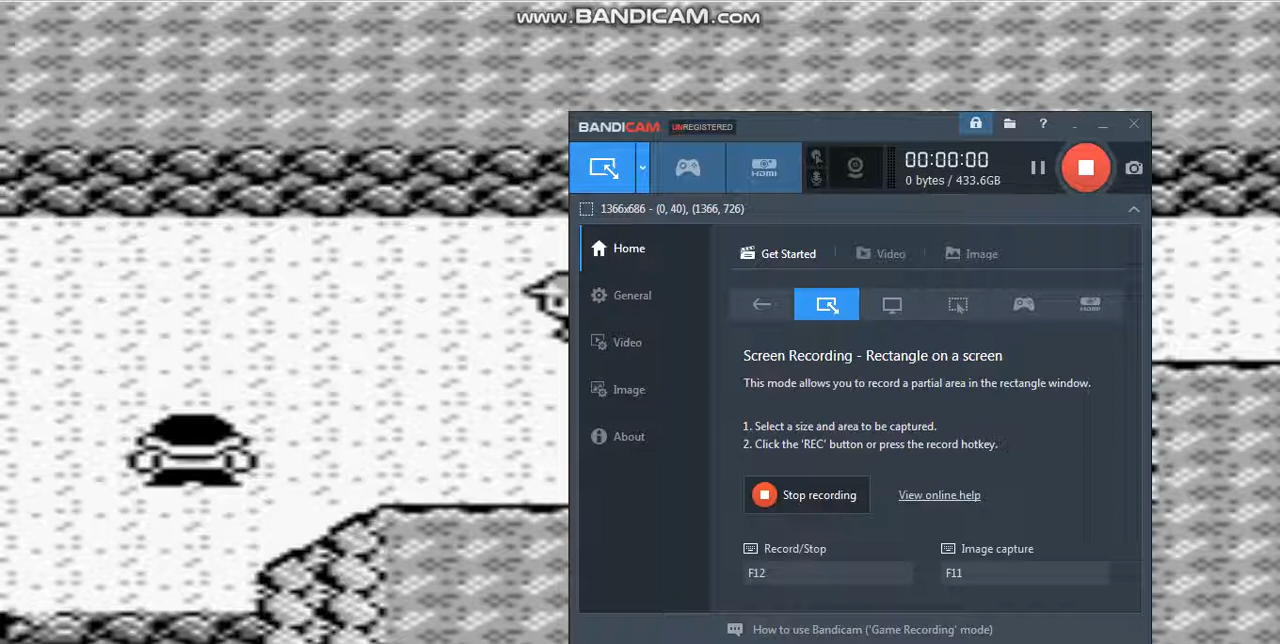 www.BANDICAM.com
BANDICAM UNREGISTERED
?
HDMI
00:00:00
0 bytes / 433.6GB
1366x686 - (0, 40), (1366, 726)
Home
Get Started
Video
Image
General
HDMI
Video
Screen Recording - Rectangle on a screen
This mode allows you to record a partial area in the rectangle window.
Image
1. Select a size and area to be captured.
About
2. Click the 'REC' button or press the record hotkey.
Stop recording
View online help
Record/Stop
Image capture
F12
F11
How to use Bandicam ('Game Recording' mode)